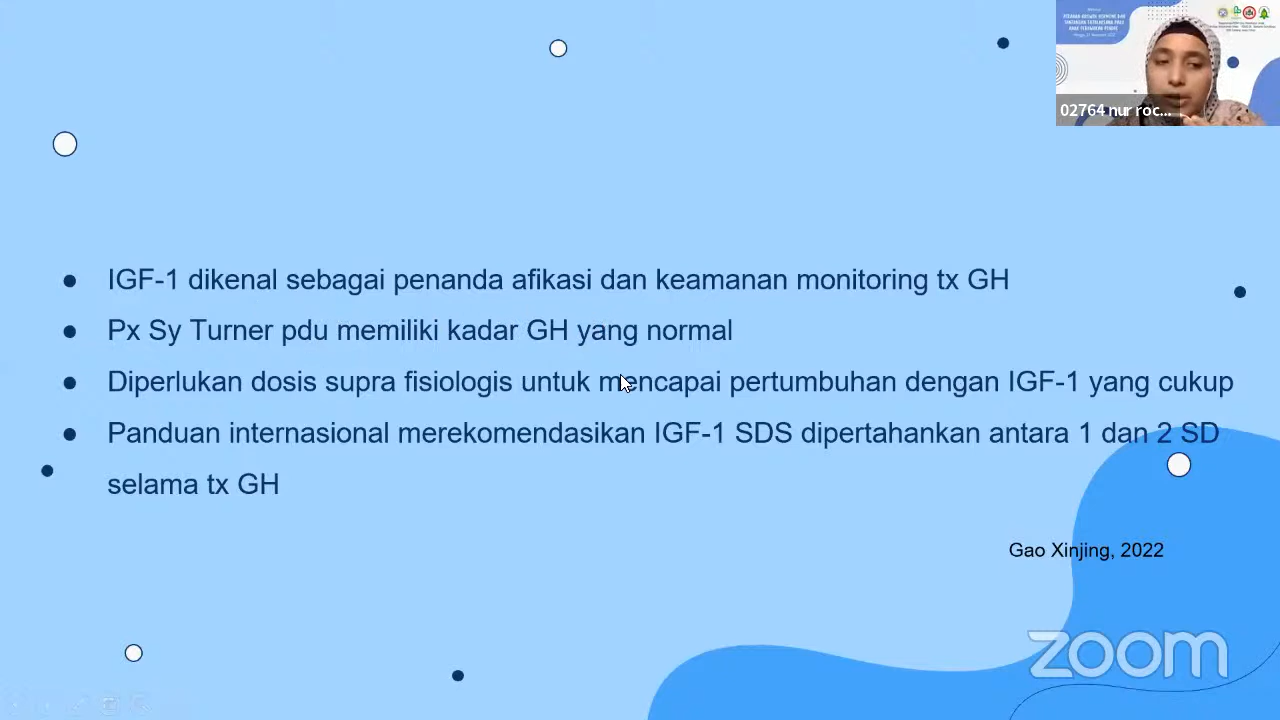 02764 nur roc...
IGF-1 dikenal sebagai penanda afikasi dan keamanan monitoring tx GH
Px Sy Turner pdu memiliki kadar GH yang normal
Diperlukan dosis supra fisiologis untuk mencapai pertumbuhan dengan IGF-1 yang cukup
Panduan internasional merekomendasikan IGF-1 SDS dipertahankan antara 1 dan 2 SD
selama tx GH
Gao Xinjing, 2022
zoom